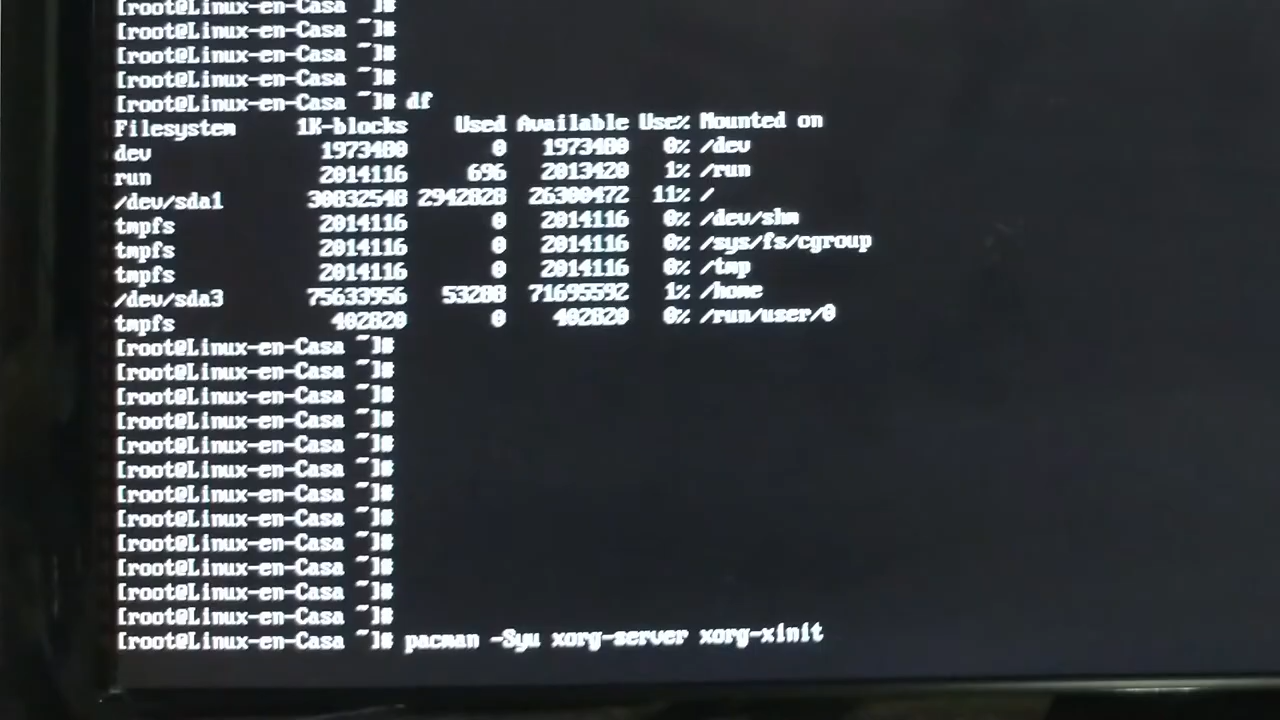 [root@Linux-en-Casa ~]#
[root@Linux-en-Casa ~]#
[root@Linux-en-Casa ~]#
[root@Linux-en-Casa ~]#
[root@Linux-en-Casa ~]# df
Filesystem 1K-blocks Used Available Use% Mounted on
dev 1973480 0 1973480 0% /dev
run 2014116 696 2013420 1% /run
/dev/sda1 30832548 2942828 26300472 11% /
tmpfs 2014116 0 2014116 0% /dev/shm
tmpfs 2014116 0 2014116 0% /sys/fs/cgroup
tmpfs 2014116 0 2014116 0% /tmp
/dev/sda3 75633956 53208 71695592 1% /home
tmpfs 402820 0 402820 0% /run/user/0
[root@Linux-en-Casa ~]#
[root@Linux-en-Casa ~]#
[root@Linux-en-Casa ~]#
[root@Linux-en-Casa ~]#
[root@Linux-en-Casa ~]#
[root@Linux-en-Casa ~]#
[root@Linux-en-Casa ~]#
[root@Linux-en-Casa ~]#
[root@Linux-en-Casa ~]#
[root@Linux-en-Casa ~]#
[root@Linux-en-Casa ~]#
[root@Linux-en-Casa ~]#
[root@Linux-en-Casa ~]# pacman -Syu xorg-server xorg-xinit